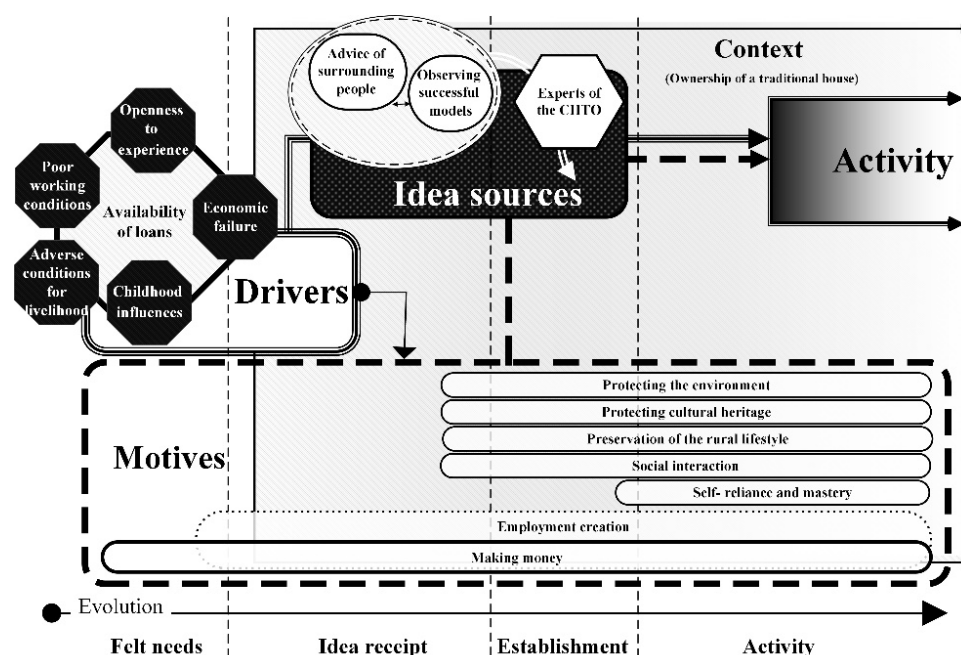 Context
(Ownership of a traditional house)
Advice of
surrounding
people
Observing
successful
models
Experts of
the CHTO
Idea sources
Activity
Openness to
experience
Poor
working
conditions
Availability
of loans
Economic
failure
Adverse
conditions
for
livelihood
Childhood
influences
Drivers
Motives
Protecting the environment
Protecting cultural heritage
Preservation of the rural lifestyle
Social interaction
Self- reliance and mastery
Employment creation
Making money
Evolution
Felt needs
Idea receipt
Establishment
Activity